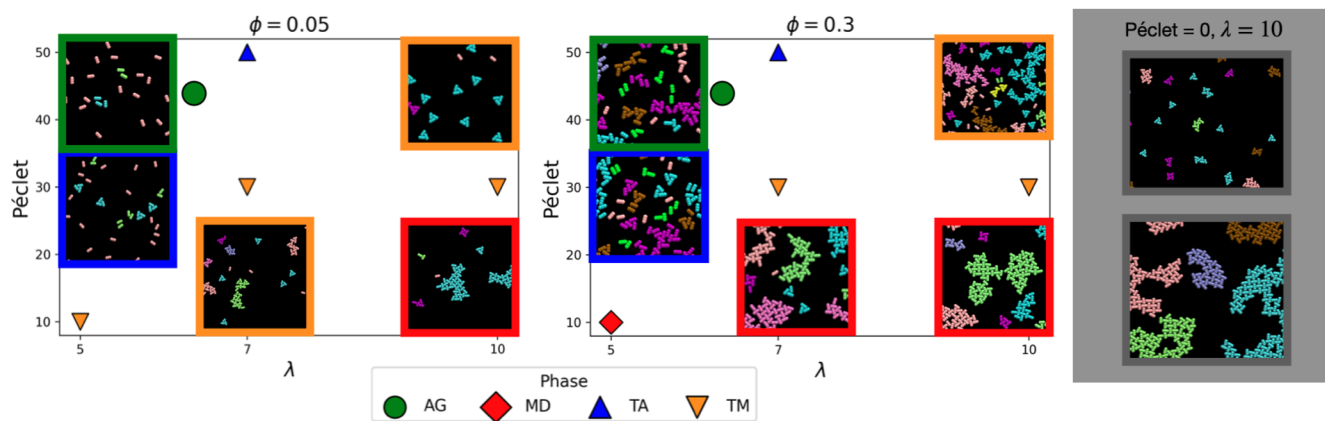 ϕ = 0.05
Péclet
50
40
30
20
10
5
7
10
λ
ϕ = 0.3
Péclet
50
40
30
20
10
5
7
10
λ
Péclet = 0, λ = 10
Phase
AG
MD
TA
TM